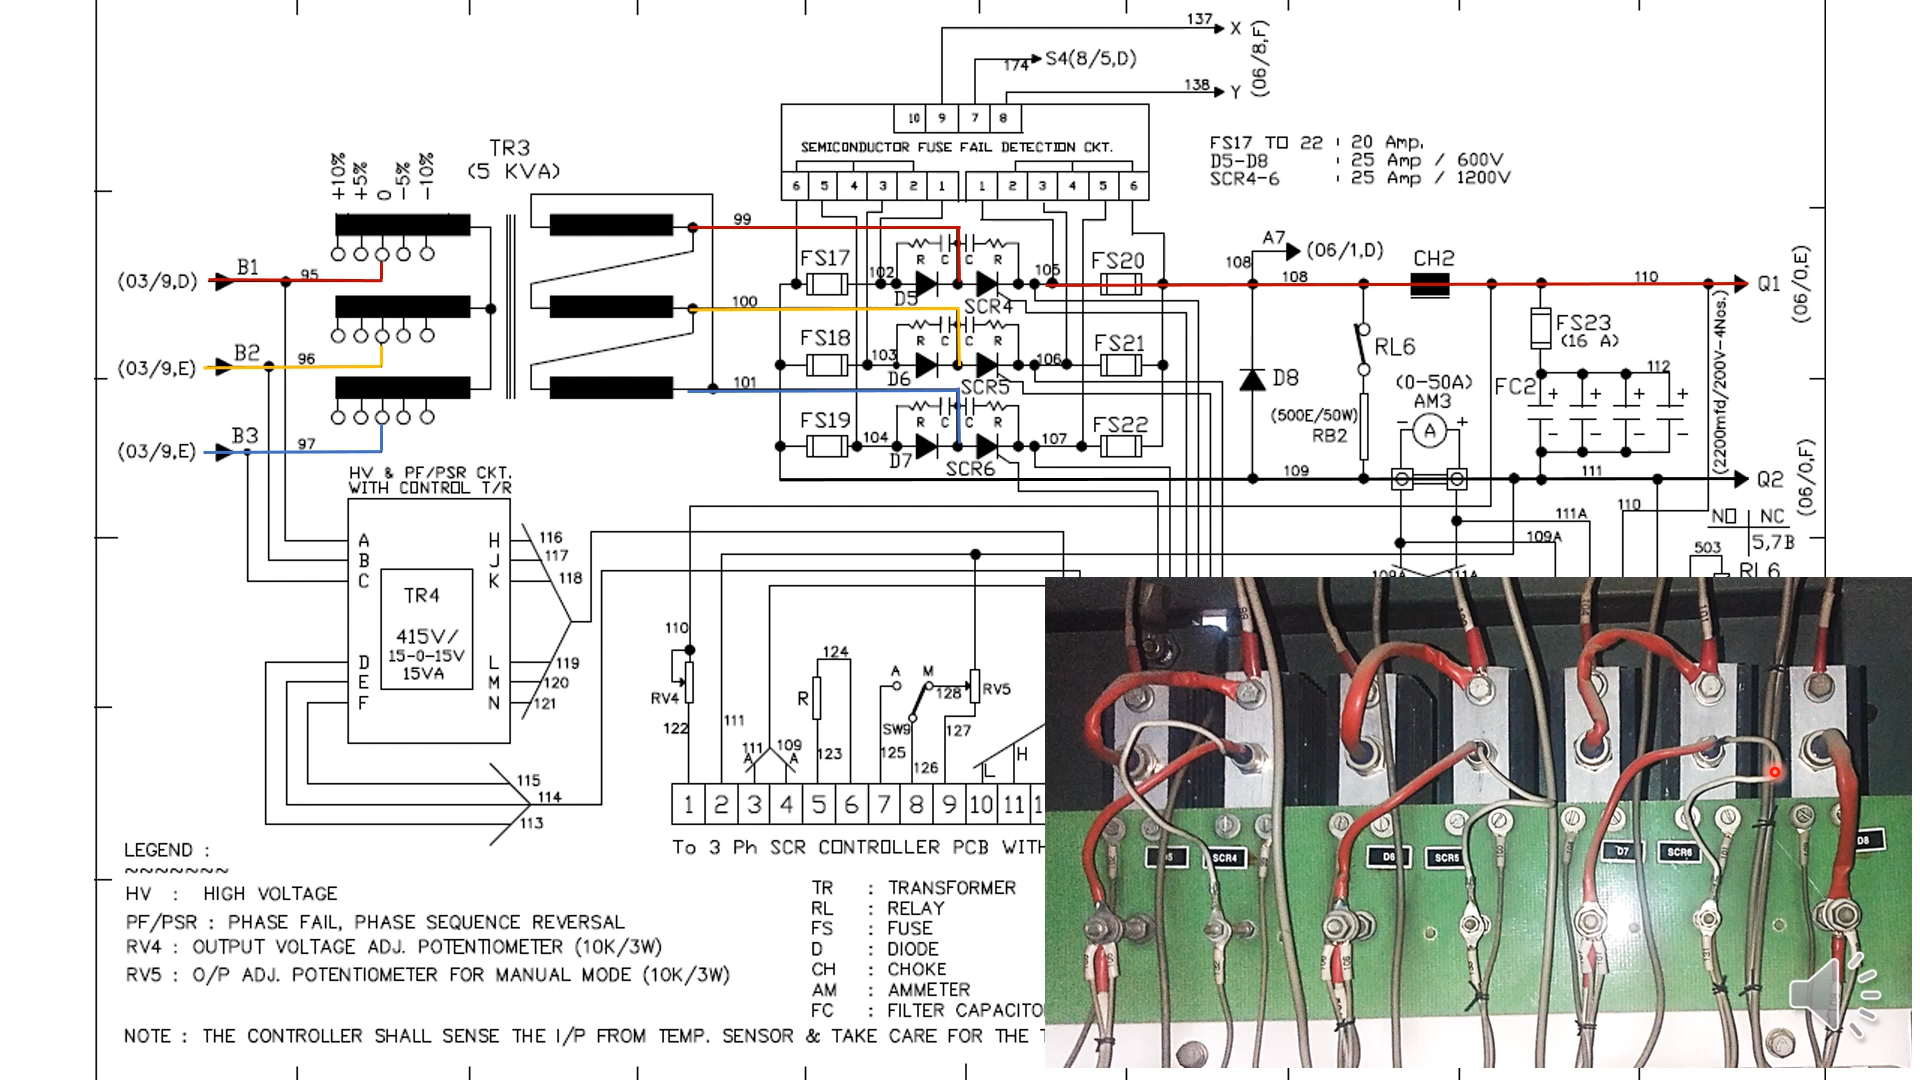 137 X
174 S4(8/5,D)
138 Y
(06/8,F)
10 9 7 8
SEMICONDUCTOR FUSE FAIL DETECTION CKT.
6 5 4 3 2 1 1 2 3 4 5 6
FS17 TO 22 : 20 Amp.
D5-D8 : 25 Amp / 600V
SCR4-6 : 25 Amp / 1200V
TR3
(5 KVA)
+10% +5% 0 -5% -10%
99
100
101
(03/9,D) B1 95
(03/9,E) B2 96
(03/9,E) B3 97
R C C R
FS17 102 D5 SCR4 105 FS20
R C C R
FS18 103 D6 SCR5 106 FS21
R C C R
FS19 104 D7 SCR6 107 FS22
A7 (06/1,D)
108 108 CH2 110 Q1
(06/0,E)
D8
RL6
(500E/50W)
RB2
(0-50A)
AM3
- A +
FS23
(16 A)
FC2 112
+ + + +
- - - -
(2200mfd/200V-4Nos.)
109 111 Q2
(06/0,F)
110
NO NC
5,7B
111A
109A
503
RL6
109A 111A
HV & PF/PSR CKT.
WITH CONTROL T/R
A H 116
B J 117
C K 118
TR4
415V/
15-0-15V
15VA
D L 119
E M 120
F N 121
115
114
113
110
RV4
122
111
111 A
109 A
124
R
123
A M
128 RV5
SW9
125
126
127
L H
1 2 3 4 5 6 7 8 9 10 11 1
To 3 Ph SCR CONTROLLER PCB WITH
LEGEND :
~~~~~~~
HV : HIGH VOLTAGE
PF/PSR : PHASE FAIL, PHASE SEQUENCE REVERSAL
RV4 : OUTPUT VOLTAGE ADJ. POTENTIOMETER (10K/3W)
RV5 : O/P ADJ. POTENTIOMETER FOR MANUAL MODE (10K/3W)
TR : TRANSFORMER
RL : RELAY
FS : FUSE
D : DIODE
CH : CHOKE
AM : AMMETER
FC : FILTER CAPACITO
NOTE : THE CONTROLLER SHALL SENSE THE I/P FROM TEMP. SENSOR & TAKE CARE FOR THE T
D5 SCR4 D6 SCR5 D7 SCR6 D8